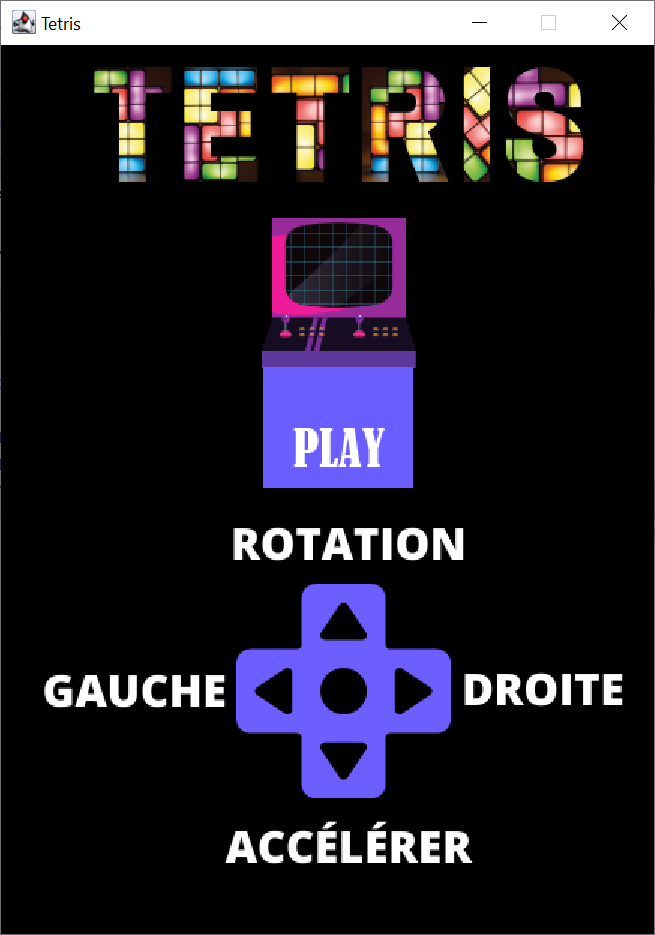 Tetris
TETRIS
PLAY
ROTATION
GAUCHE
DROITE
ACCÉLÉRER